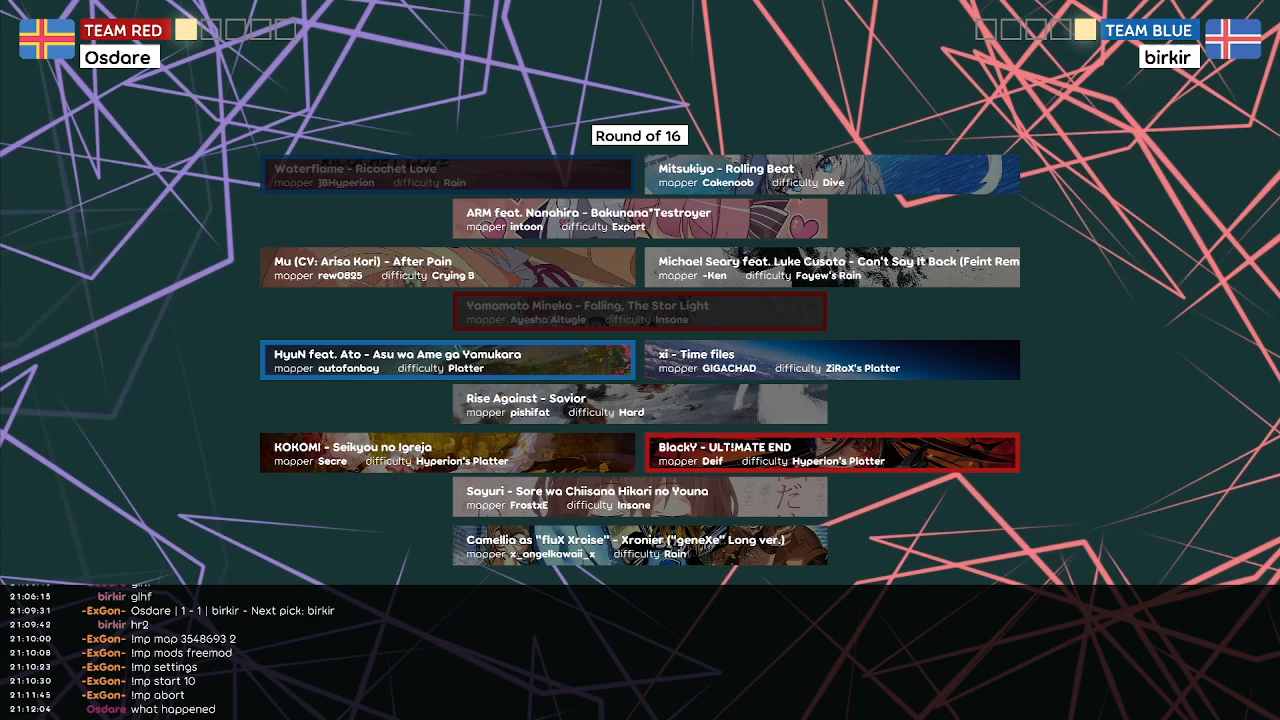 TEAM RED
Osdare
TEAM BLUE
birkir
Round of 16
Waterflame - Ricochet Love
mapper JBHyperion difficulty Rain
Mitsukiyo - Rolling Beat
mapper Cakenoob difficulty Dive
ARM feat. Nanahira - Bakunana*Testroyer
mapper intoon difficulty Expert
Mu (CV: Arisa Kori) - After Pain
mapper rew0825 difficulty Crying B
Michael Seary feat. Luke Cusato - Can't Say It Back (Feint Rem
mapper -Ken difficulty Fayew's Rain
Yamamoto Mineko - Falling, The Star Light
mapper Ayesha Altugle difficulty Insane
HyuN feat. Ato - Asu wa Ame ga Yamukara
mapper autofanboy difficulty Platter
xi - Time files
mapper GIGACHAD difficulty ZiRoX's Platter
Rise Against - Savior
mapper pishifat difficulty Hard
KOKOMI - Seikyou no Igreja
mapper Secre difficulty Hyperion's Platter
BlackY - ULT!MATE END
mapper Deif difficulty Hyperion's Platter
Sayuri - Sore wa Chiisana Hikari no Youna
mapper FrostxE difficulty Insane
Camellia as "fluX Xroise" - Xronier ("geneXe" Long ver.)
mapper x_angelkawaii_x difficulty Rain
21:06:15 birkir glhf
21:09:31 -ExGon- Osdare | 1 - 1 | birkir - Next pick: birkir
21:09:42 birkir hr2
21:10:00 -ExGon- !mp map 3548693 2
21:10:08 -ExGon- !mp mods freemod
21:10:23 -ExGon- !mp settings
21:10:30 -ExGon- !mp start 10
21:11:45 -ExGon- !mp abort
21:12:04 Osdare what happened